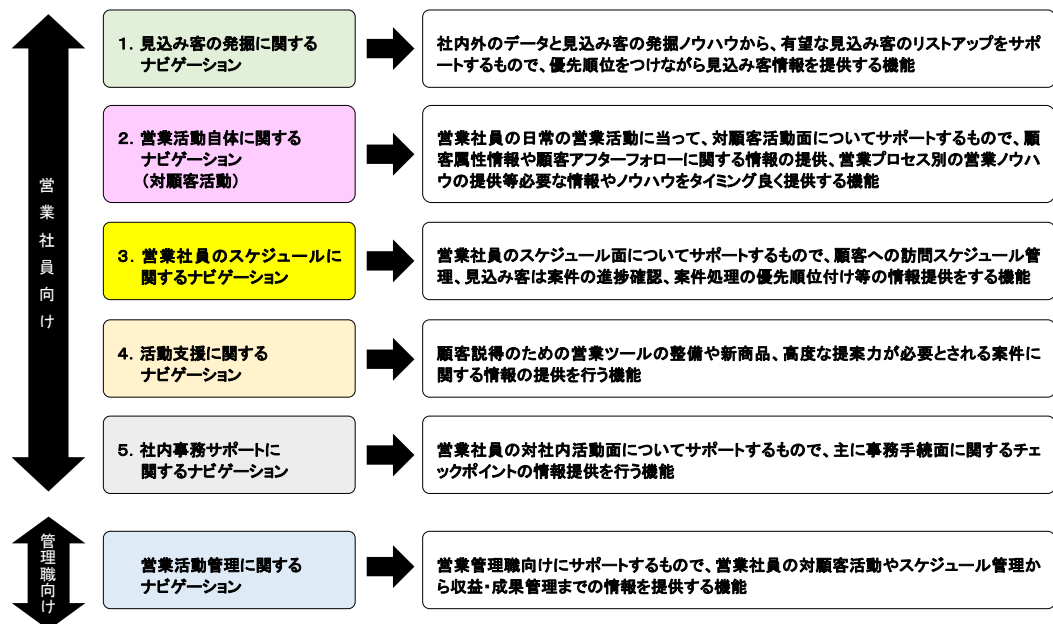 営業社員向け
1．見込み客の発掘に関する
ナビゲーション
社内外のデータと見込み客の発掘ノウハウから、有望な見込み客のリストアップをサ
ポートするもので、優先順位をつけながら見込み客情報を提供する機能
2．営業活動自体に関する
ナビゲーション
（対顧客活動）
営業社員の日常の営業活動に当って、対顧客活動面についてサポートするもので、顧
客属性情報や顧客アフターフォローに関する情報の提供、営業プロセス別の営業ノウハ
ウの提供等必要な情報やノウハウをタイミング良く提供する機能
3．営業社員のスケジュールに
関するナビゲーション
営業社員のスケジュール面についてサポートするもので、顧客への訪問スケジュール管
理、見込み客は案件の進捗確認、案件処理の優先順位付け等の情報提供をする機能
4．活動支援に関する
ナビゲーション
顧客説得のための営業ツールの整備や新商品、高度な提案力が必要とされる案件に
関する情報の提供を行う機能
5．社内事務サポートに
関するナビゲーション
営業社員の対社内活動面についてサポートするもので、主に事務手続面に関するチェ
ックポイントの情報提供を行う機能
管理職向け
営業活動管理に関する
ナビゲーション
営業管理職向けにサポートするもので、営業社員の対顧客活動やスケジュール管理か
ら収益・成果管理までの情報を提供する機能